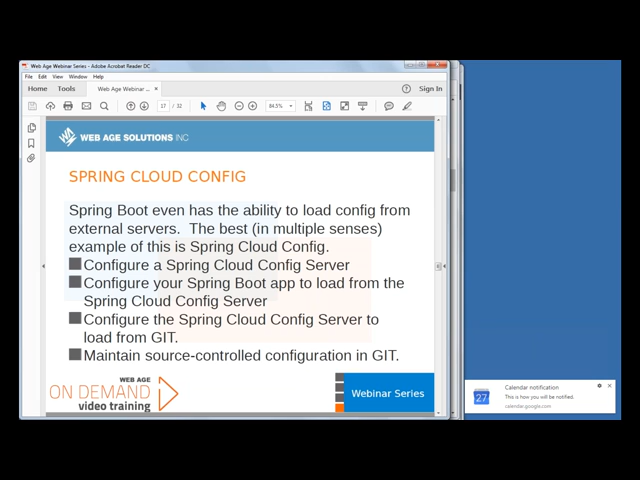 Web Age Webinar Series - Adobe Acrobat Reader DC
File Edit View Window Help
Home Tools Web Age Webinar ... × Sign In
17 / 32 84.5%
WEB AGE SOLUTIONS INC
SPRING CLOUD CONFIG
Spring Boot even has the ability to load config from
external servers. The best (in multiple senses)
example of this is Spring Cloud Config.
Configure a Spring Cloud Config Server
Configure your Spring Boot app to load from the
Spring Cloud Config Server
Configure the Spring Cloud Config Server to
load from GIT.
Maintain source-controlled configuration in GIT.
WEB AGE
ON DEMAND
video training
Webinar Series
27
Calendar notification
This is how you will be notified.
calendar.google.com